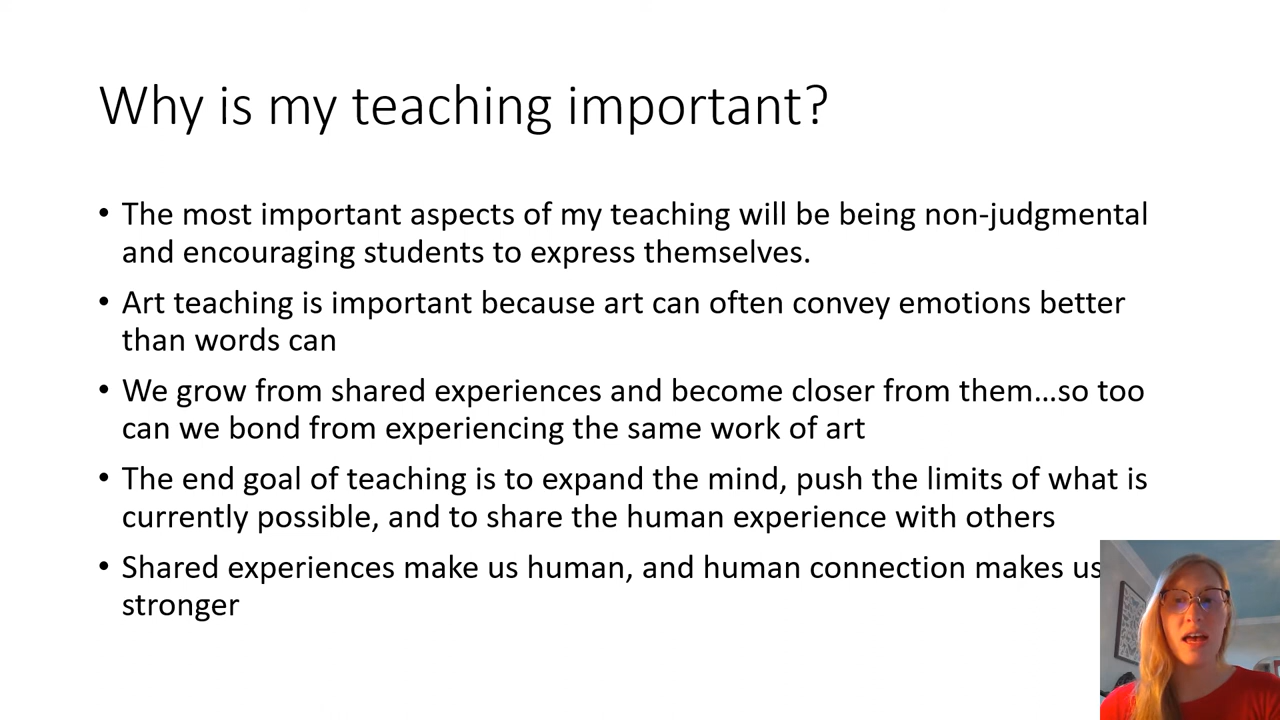 Why is my teaching important?
• The most important aspects of my teaching will be being non-judgmental
and encouraging students to express themselves.
• Art teaching is important because art can often convey emotions better
than words can
• We grow from shared experiences and become closer from them...so too
can we bond from experiencing the same work of art
• The end goal of teaching is to expand the mind, push the limits of what is
currently possible, and to share the human experience with others
• Shared experiences make us human, and human connection makes us
stronger